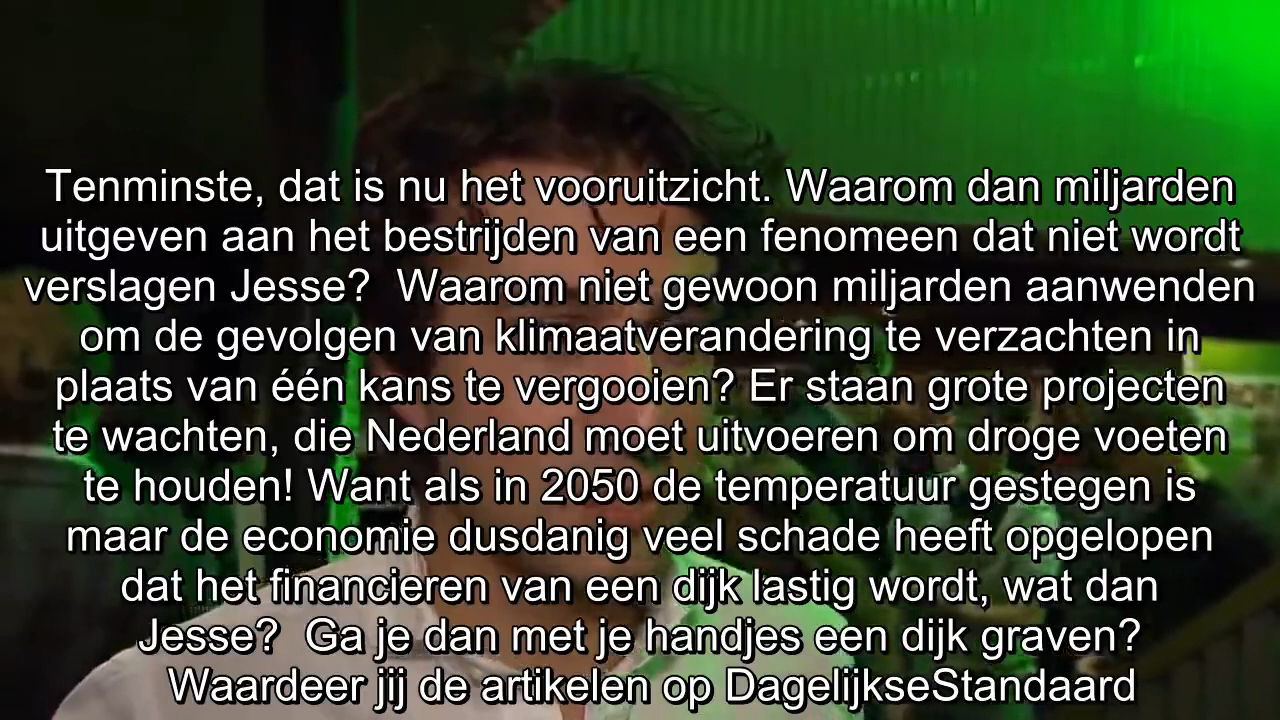 Tenminste, dat is nu het vooruitzicht. Waarom dan miljarden
uitgeven aan het bestrijden van een fenomeen dat niet wordt
verslagen Jesse?  Waarom niet gewoon miljarden aanwenden
om de gevolgen van klimaatverandering te verzachten in
plaats van één kans te vergooien? Er staan grote projecten
te wachten, die Nederland moet uitvoeren om droge voeten
te houden! Want als in 2050 de temperatuur gestegen is
maar de economie dusdanig veel schade heeft opgelopen
dat het financieren van een dijk lastig wordt, wat dan
Jesse?  Ga je dan met je handjes een dijk graven?
Waardeer jij de artikelen op DagelijkseStandaard